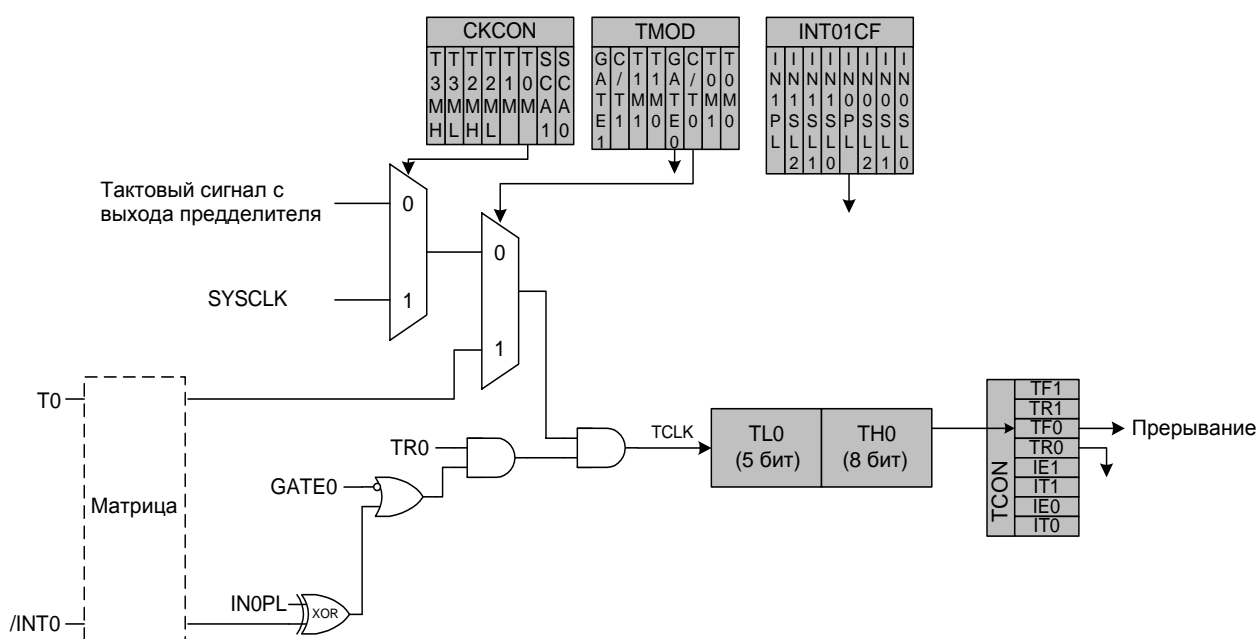 CKCON
T3MH
T3ML
T2MH
T2ML
T1M
T0M
SCA1
SCA0
TMOD
GATE1
C/T1
T1M1
T1M0
GATE0
C/T0
T0M1
T0M0
INT01CF
IN1PL
IN1SL2
IN1SL1
IN1SL0
IN0PL
IN0SL2
IN0SL1
IN0SL0
Тактовый сигнал с
выхода предделителя
0
1
SYSCLK
0
1
T0
Матрица
/INT0
TR0
GATE0
IN0PL
XOR
TCLK
TL0
(5 бит)
TH0
(8 бит)
TCON
TF1
TR1
TF0
TR0
IE1
IT1
IE0
IT0
Прерывание